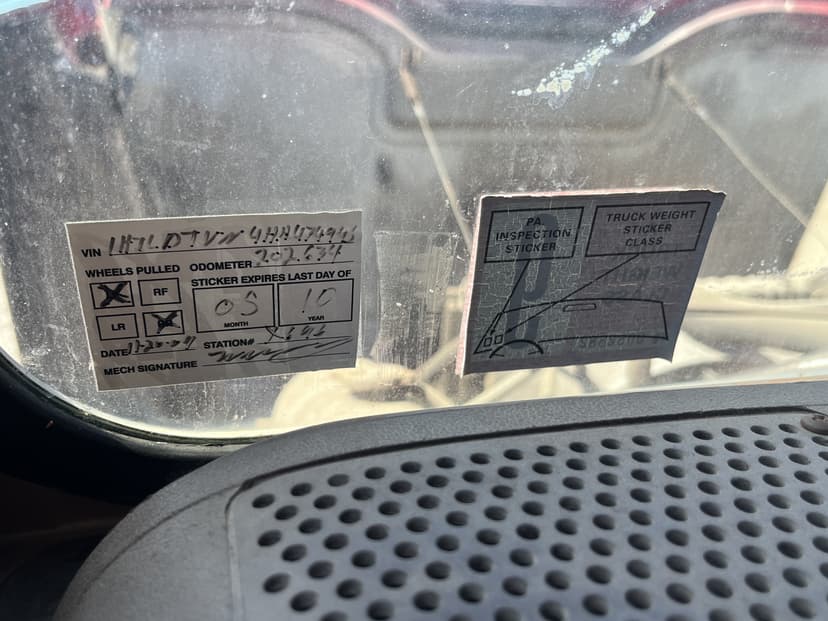 VIN
WHEELS PULLED ODOMETER 202,634
STICKER EXPIRES LAST DAY OF
RF
05 10
MONTH YEAR
LR
DATE STATION#
MECH SIGNATURE
PA
INSPECTION
STICKER
TRUCK WEIGHT
STICKER
CLASS